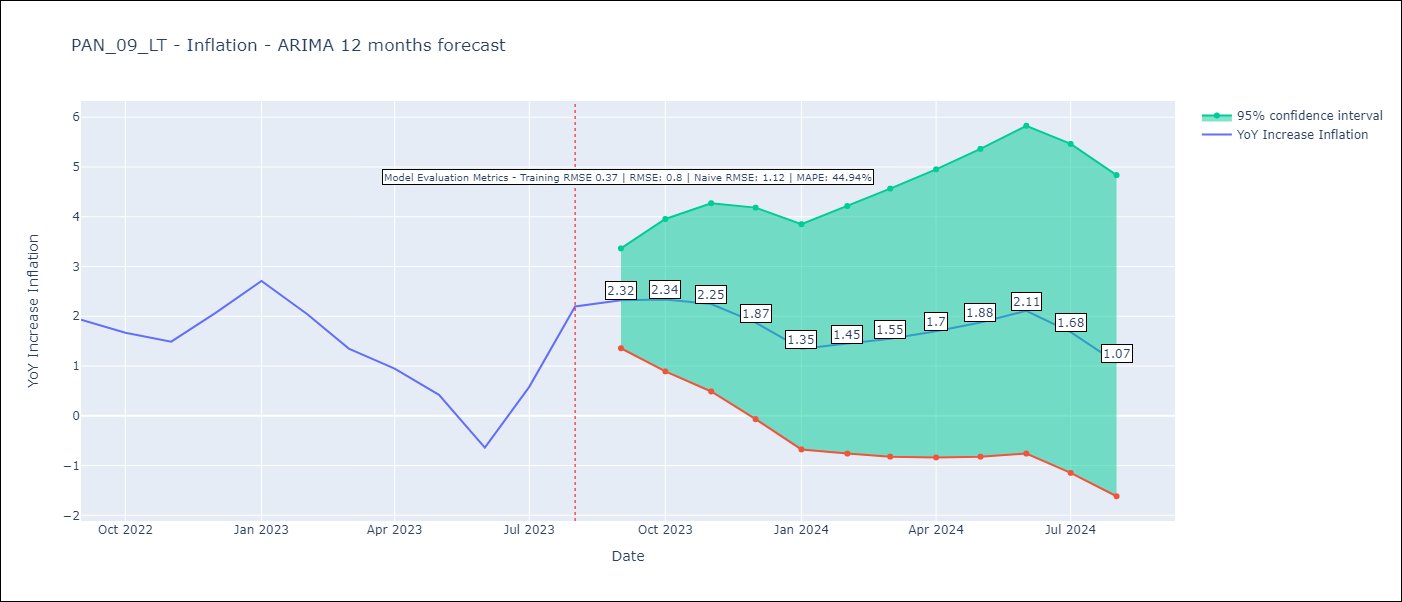 PAN_09_LT - Inflation - ARIMA 12 months forecast
95% confidence interval
YoY Increase Inflation
Model Evaluation Metrics - Training RMSE 0.37 | RMSE: 0.8 | Naive RMSE: 1.12 | MAPE: 44.94%
YoY Increase Inflation
6
5
4
3
2
1
0
−1
−2
2.32
2.34
2.25
1.87
1.35
1.45
1.55
1.7
1.88
2.11
1.68
1.07
Oct 2022
Jan 2023
Apr 2023
Jul 2023
Oct 2023
Jan 2024
Apr 2024
Jul 2024
Date